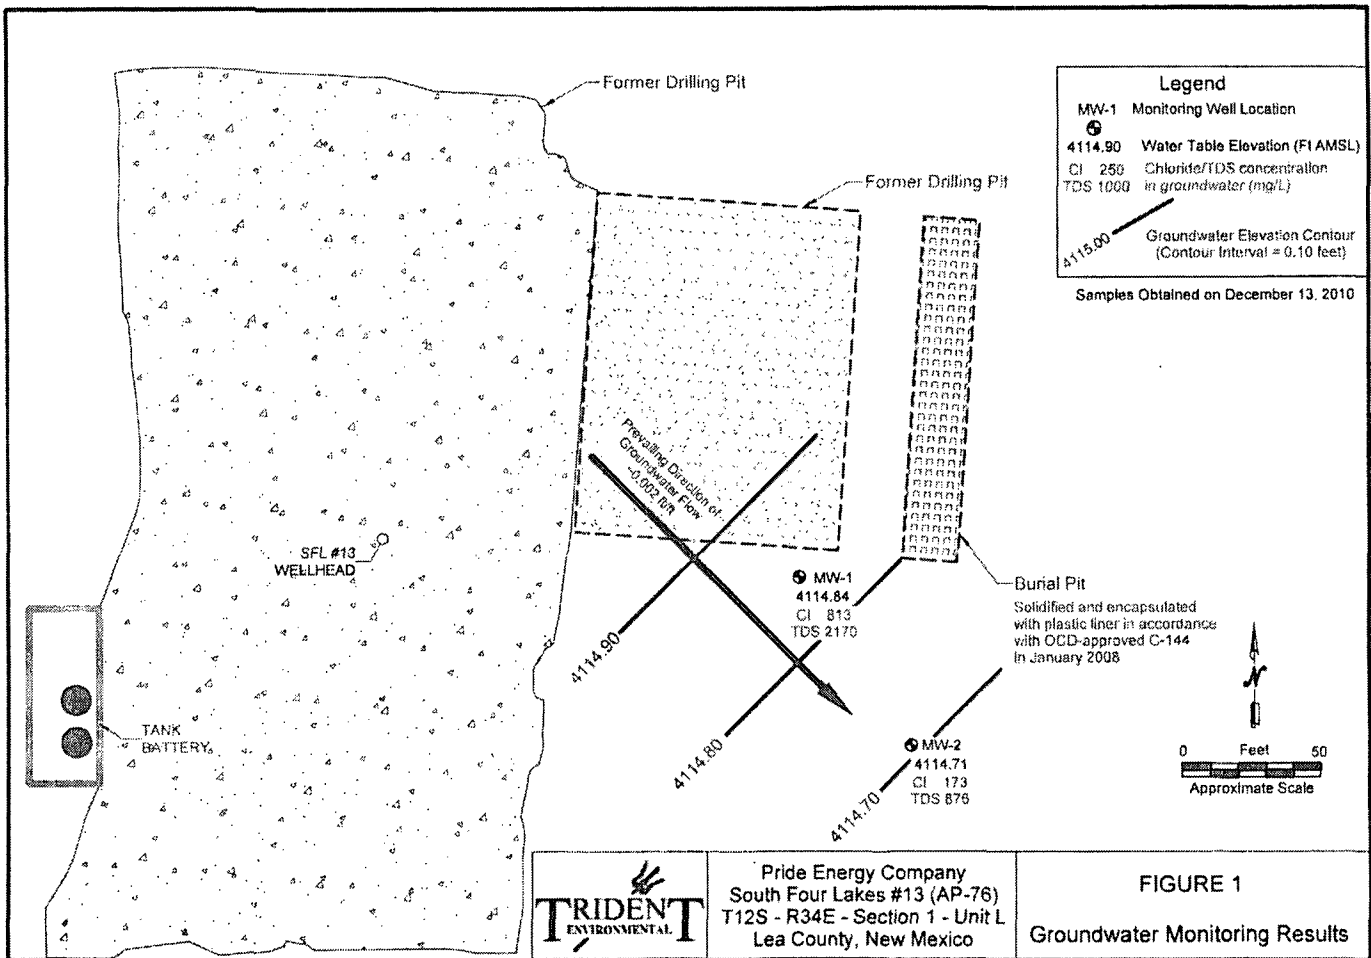 Former Drilling Pit
Former Drilling Pit
Legend
MW-1 Monitoring Well Location
4114.90 Water Table Elevation (Ft AMSL)
Cl 250 Chloride/TDS concentration
TDS 1000 in groundwater (mg/L)
4115.00
Groundwater Elevation Contour
(Contour Interval = 0.10 feet)
Samples Obtained on December 13, 2010
Prevailing Direction of
Groundwater Flow
~0.002 ft/ft
SFL #13
WELLHEAD
MW-1
4114.84
Cl 813
TDS 2170
Burial Pit
Solidified and encapsulated
with plastic liner in accordance
with OCD-approved C-144
in January 2008
4114.90
N
TANK
BATTERY
4114.80
MW-2
4114.71
Cl 173
TDS 876
4114.70
0 Feet 50
Approximate Scale
TRIDENT
ENVIRONMENTAL
Pride Energy Company
South Four Lakes #13 (AP-76)
T12S - R34E - Section 1 - Unit L
Lea County, New Mexico
FIGURE 1
Groundwater Monitoring Results